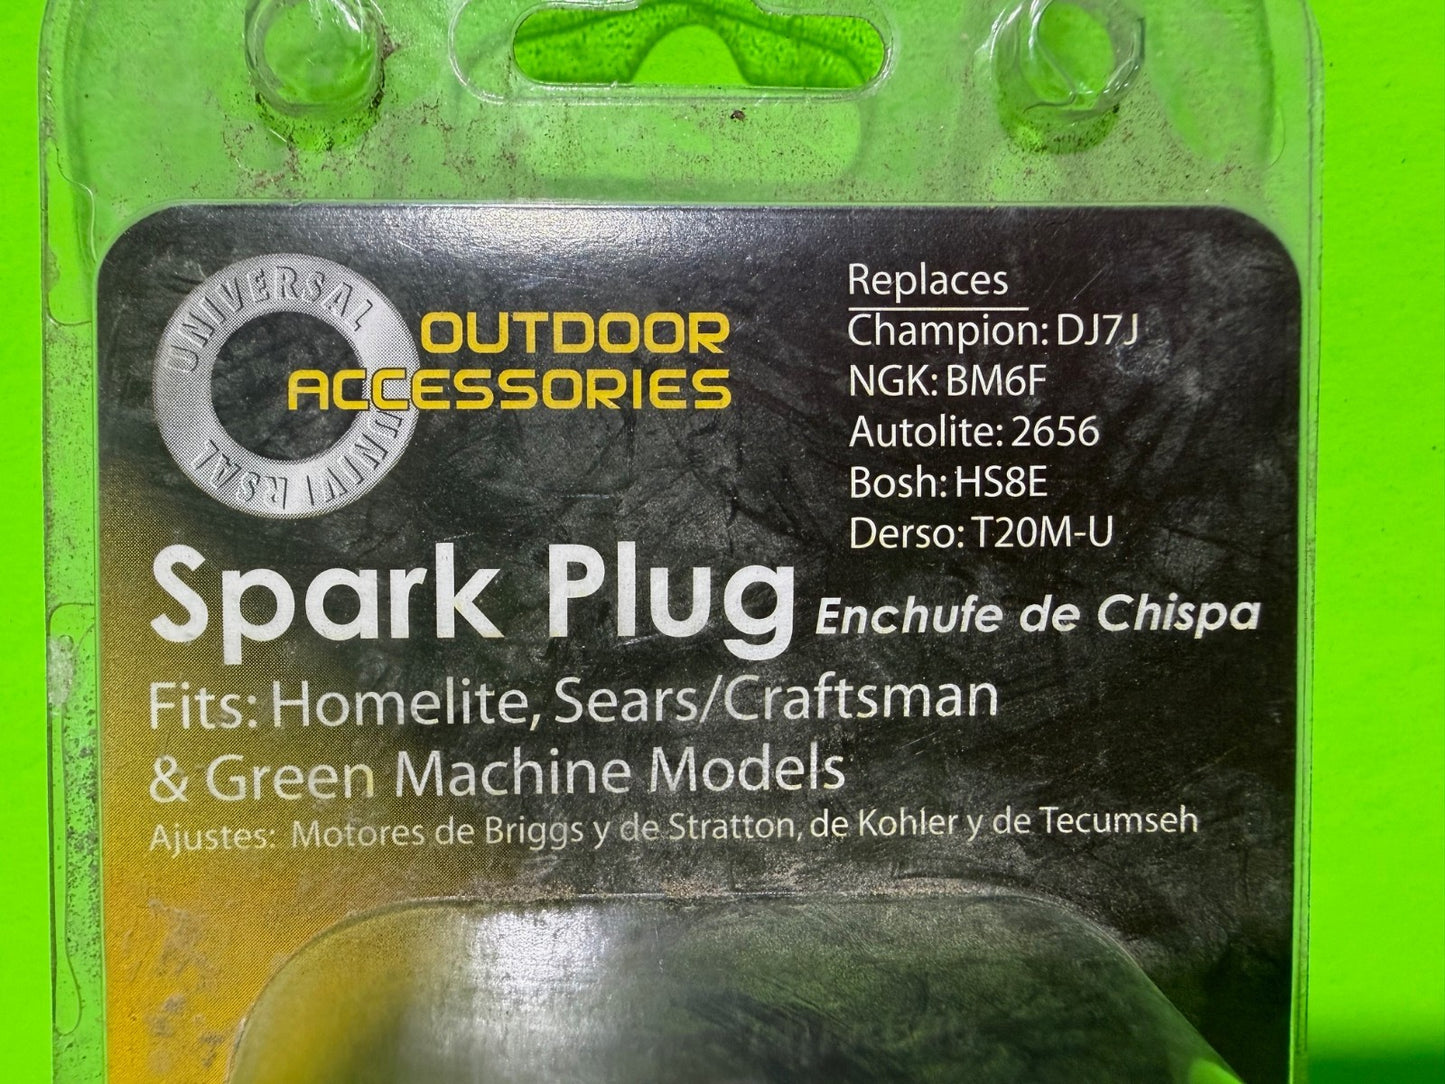 UNIVERSAL
OUTDOOR
ACCESSORIES
UNIVERSAL
Replaces
Champion: DJ7J
NGK: BM6F
Autolite: 2656
Bosh: HS8E
Derso: T20M-U
Spark Plug Enchufe de Chispa
Fits: Homelite, Sears/Craftsman
& Green Machine Models
Ajustes: Motores de Briggs y de Stratton, de Kohler y de Tecumseh